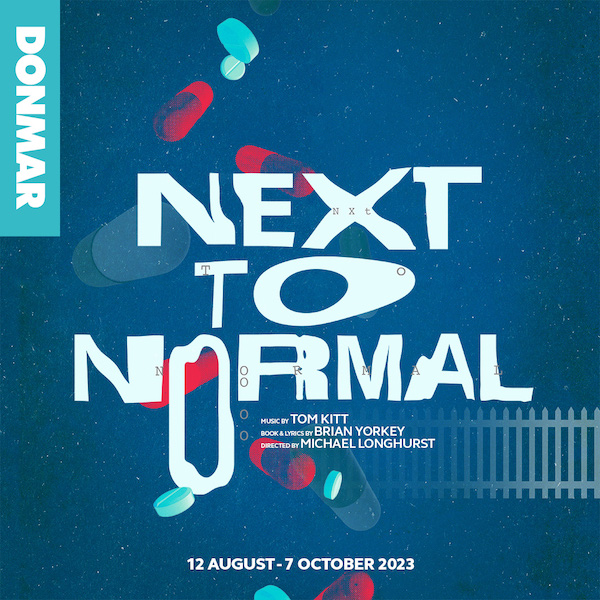 DONMAR
NEXT
NXt
TO
T O
NORMAL
N O R M A L
O
O
O
O
MUSIC BY TOM KITT
BOOK & LYRICS BY BRIAN YORKEY
DIRECTED BY MICHAEL LONGHURST
12 AUGUST - 7 OCTOBER 2023